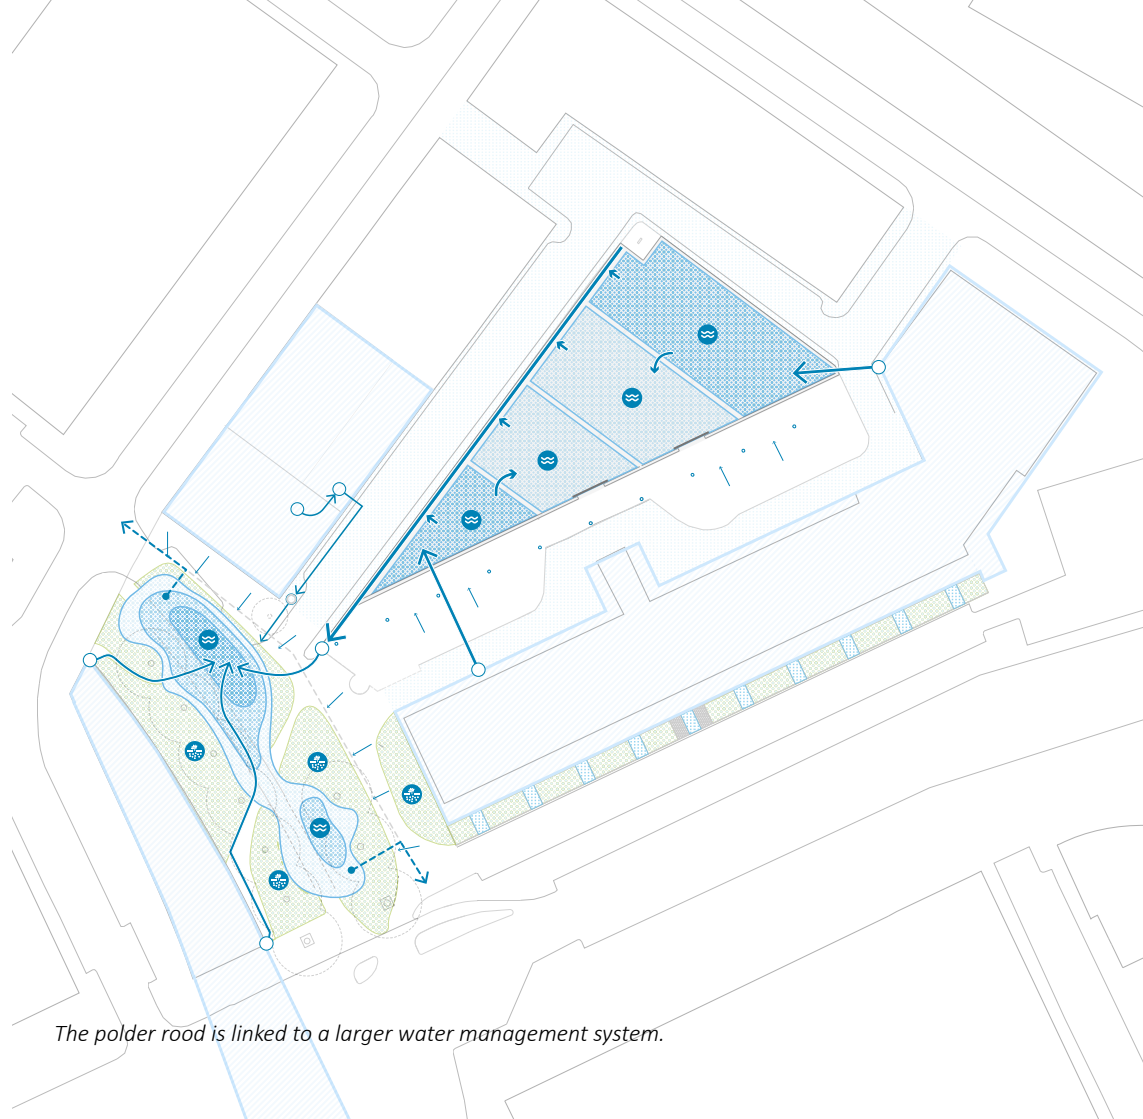 The polder rood is linked to a larger water management system.